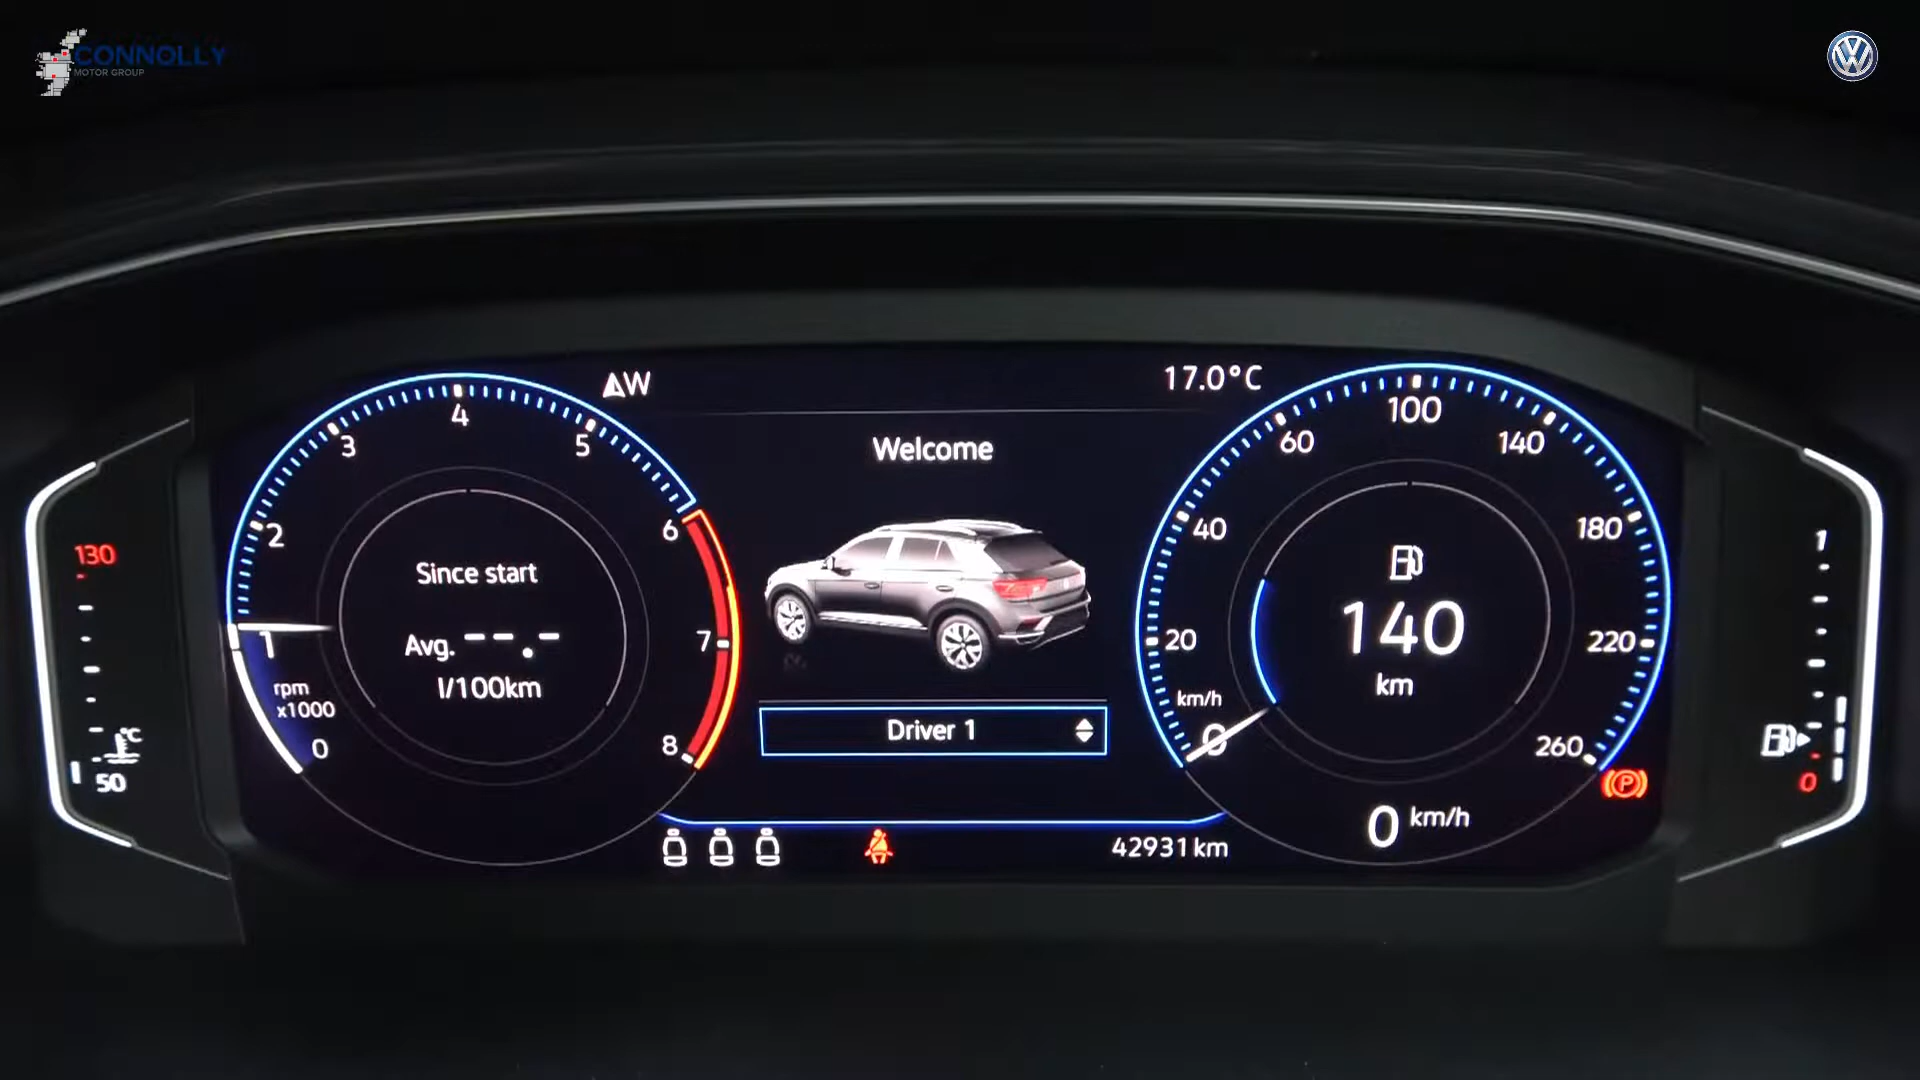 CONNOLLY
MOTOR GROUP
W
17.0°C
Welcome
Since start
Avg. --.-
l/100km
rpm
x1000
0
1
2
3
4
5
6
7
8
Driver 1
km/h
0
20
40
60
100
140
180
220
260
140
km
0 km/h
42931 km
130
°C
50
1
0
P